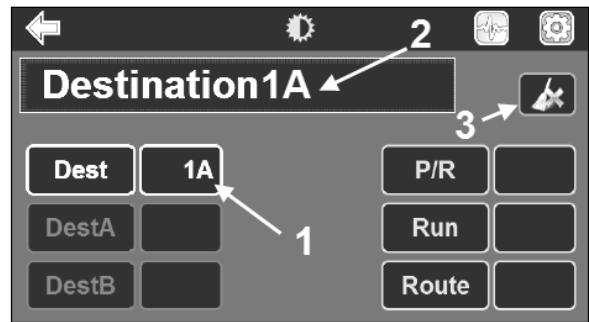 2
Destination1A
3
Dest 1A P/R
1
DestA Run
DestB Route